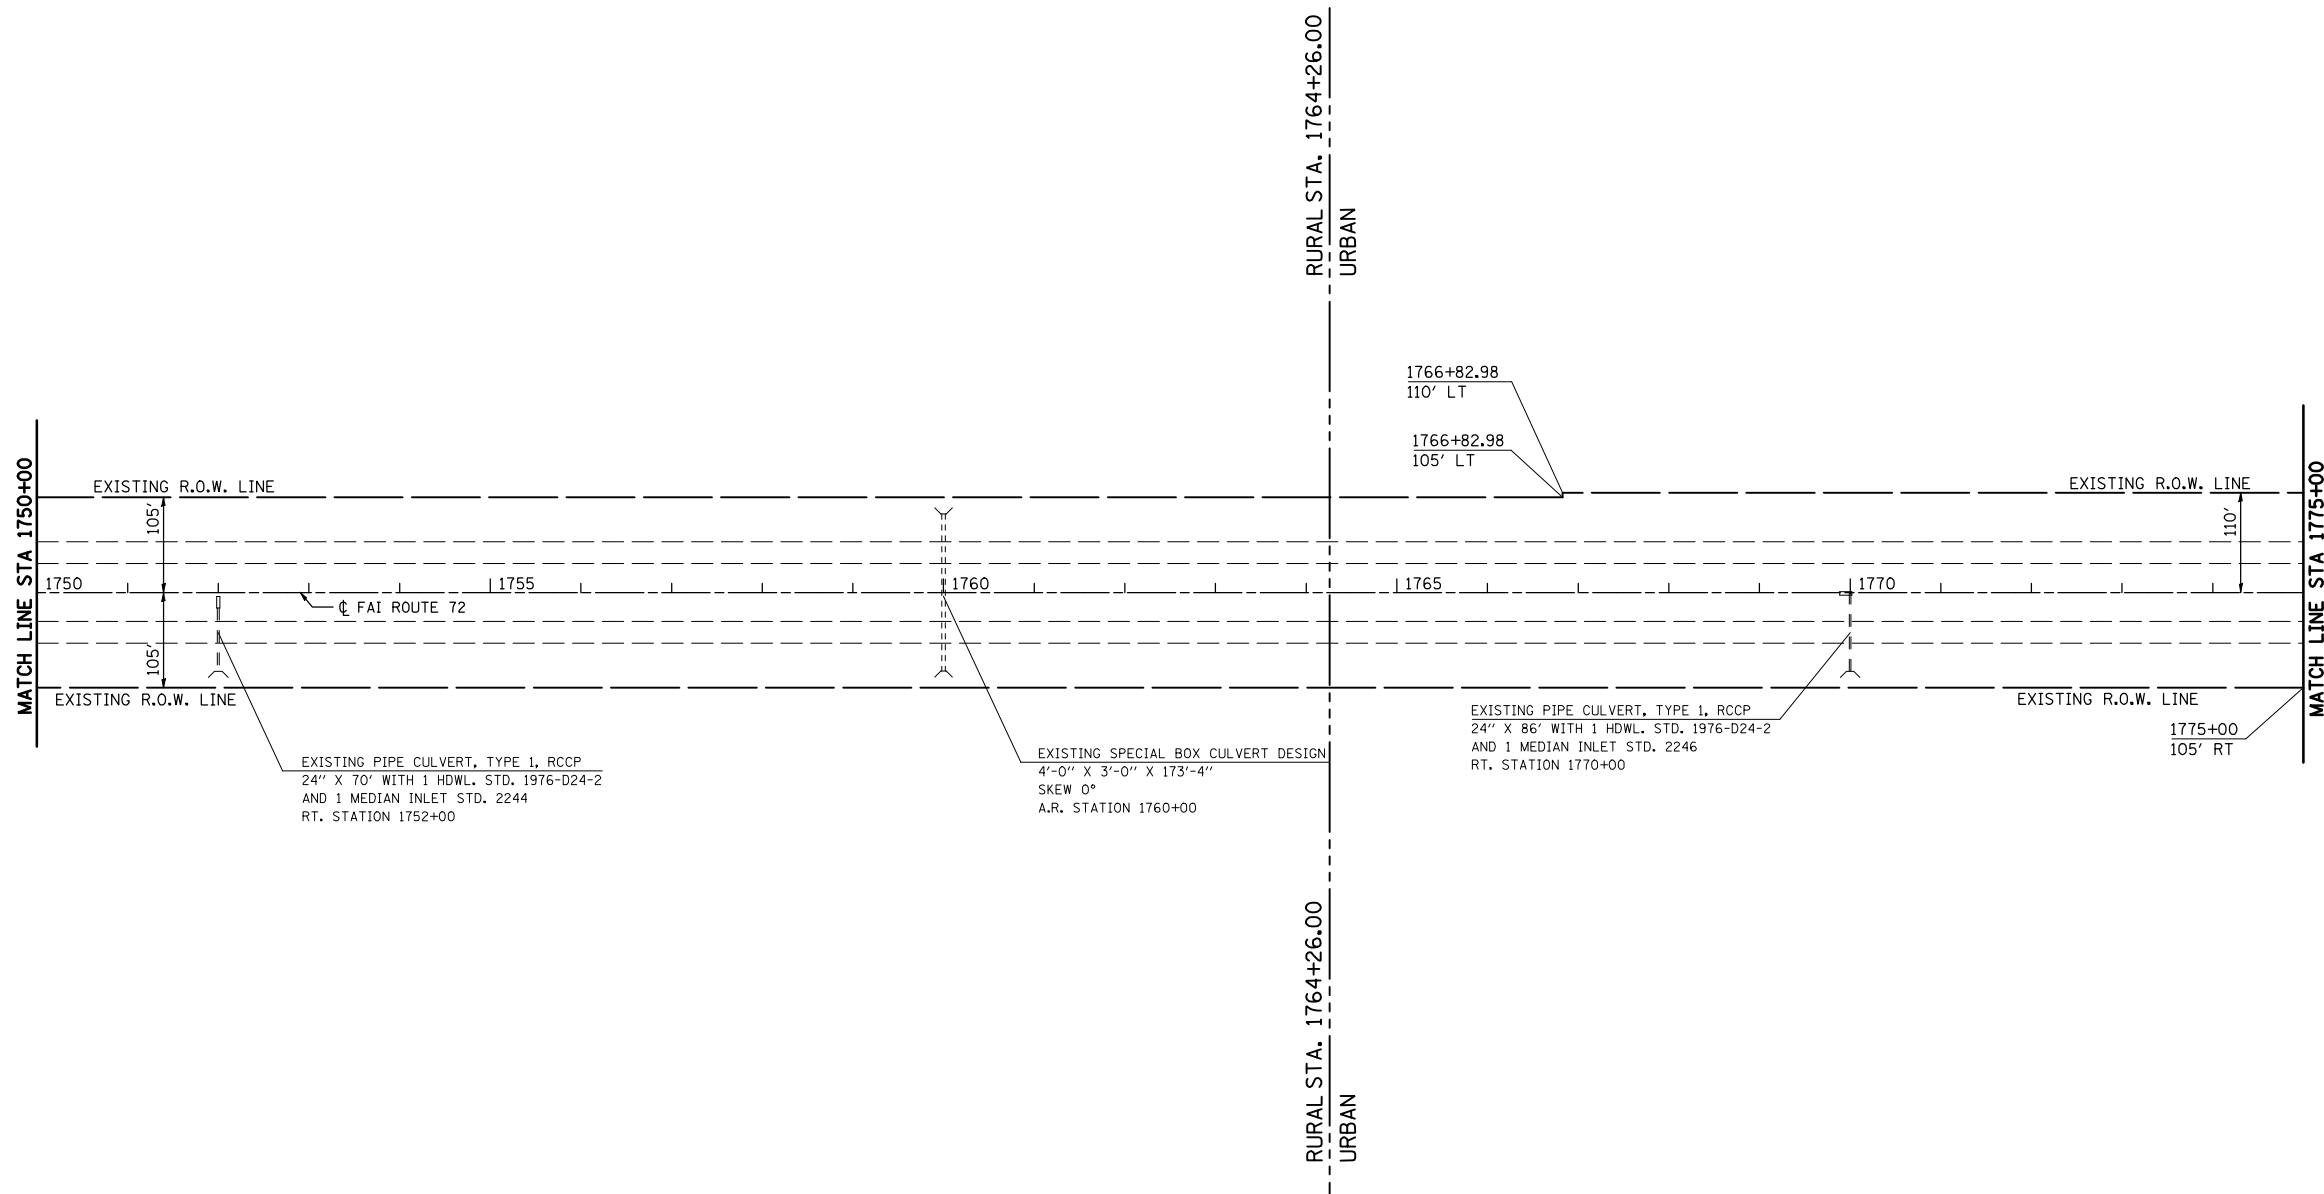 RURAL STA. 1764+26.00
URBAN
1766+82.98
110' LT
1766+82.98
105' LT
MATCH LINE STA 1750+00
EXISTING R.O.W. LINE
EXISTING R.O.W. LINE
MATCH LINE STA 1775+00
105'
110'
1750
1755
1760
1765
1770
℄ FAI ROUTE 72
105'
EXISTING R.O.W. LINE
EXISTING R.O.W. LINE
1775+00
105' RT
EXISTING PIPE CULVERT, TYPE 1, RCCP
24" X 70' WITH 1 HDWL. STD. 1976-D24-2
AND 1 MEDIAN INLET STD. 2244
RT. STATION 1752+00
EXISTING SPECIAL BOX CULVERT DESIGN
4'-0" X 3'-0" X 173'-4"
SKEW 0°
A.R. STATION 1760+00
EXISTING PIPE CULVERT, TYPE 1, RCCP
24" X 86' WITH 1 HDWL. STD. 1976-D24-2
AND 1 MEDIAN INLET STD. 2246
RT. STATION 1770+00
RURAL STA. 1764+26.00
URBAN